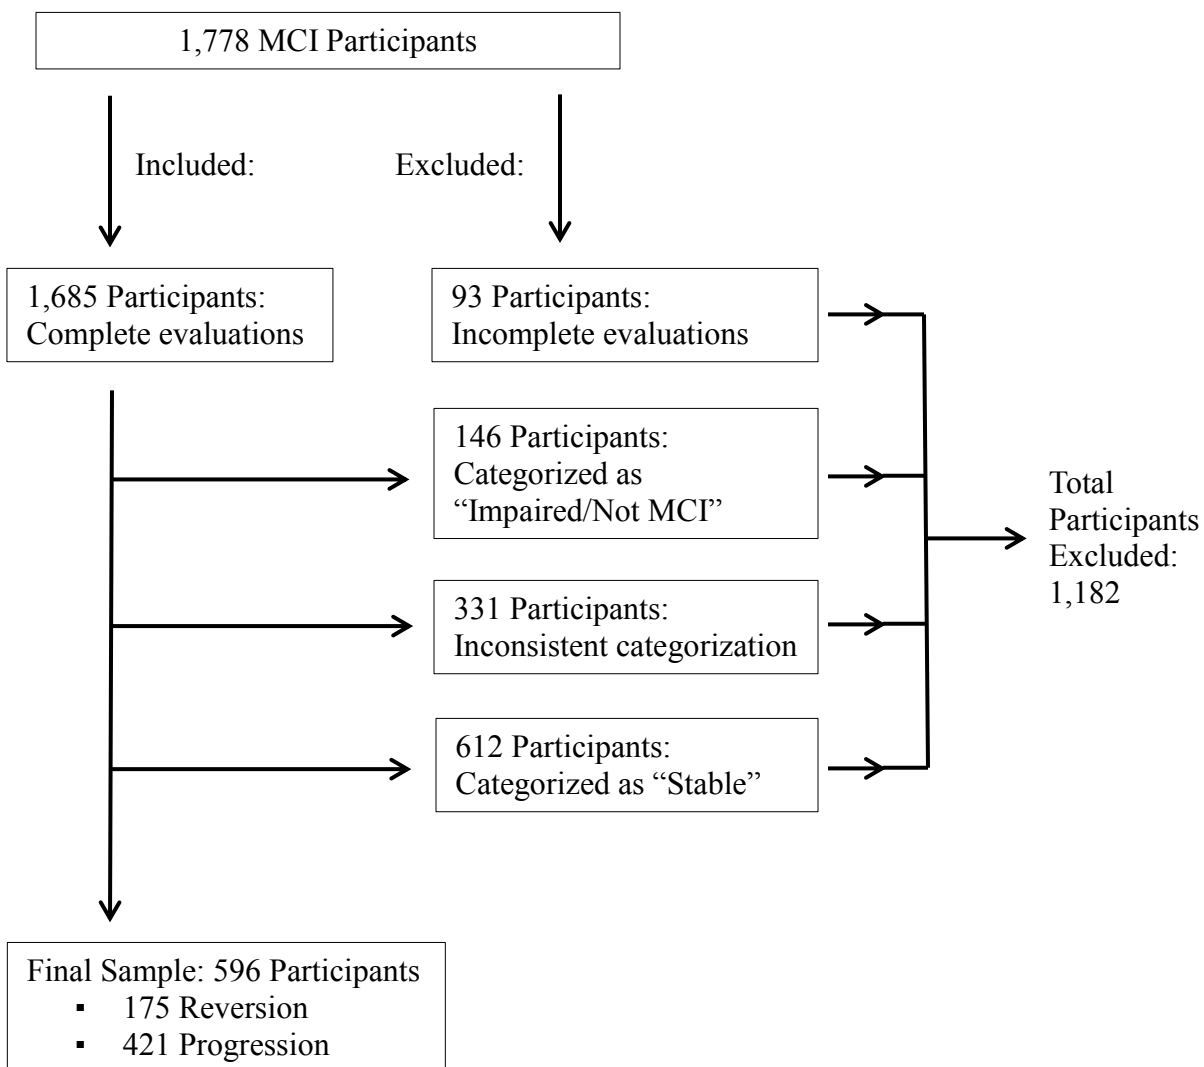 1,778 MCI Participants
Included:
Excluded:
1,685 Participants:
Complete evaluations
93 Participants:
Incomplete evaluations
146 Participants:
Categorized as
“Impaired/Not MCI”
331 Participants:
Inconsistent categorization
612 Participants:
Categorized as “Stable”
Total
Participants
Excluded:
1,182
Final Sample: 596 Participants
▪ 175 Reversion
▪ 421 Progression